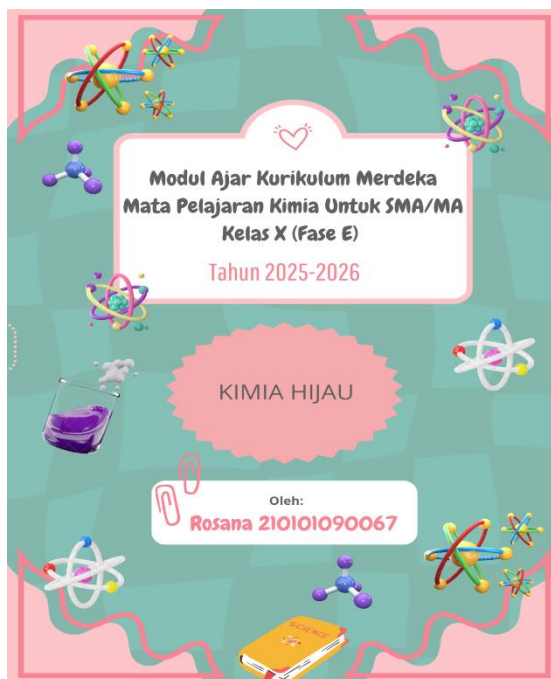 Modul Ajar Kurikulum Merdeka
Mata Pelajaran Kimia Untuk SMA/MA
Kelas X (Fase E)
Tahun 2025-2026
KIMIA HIJAU
Oleh:
Rosana 210101090067
SCIENCE